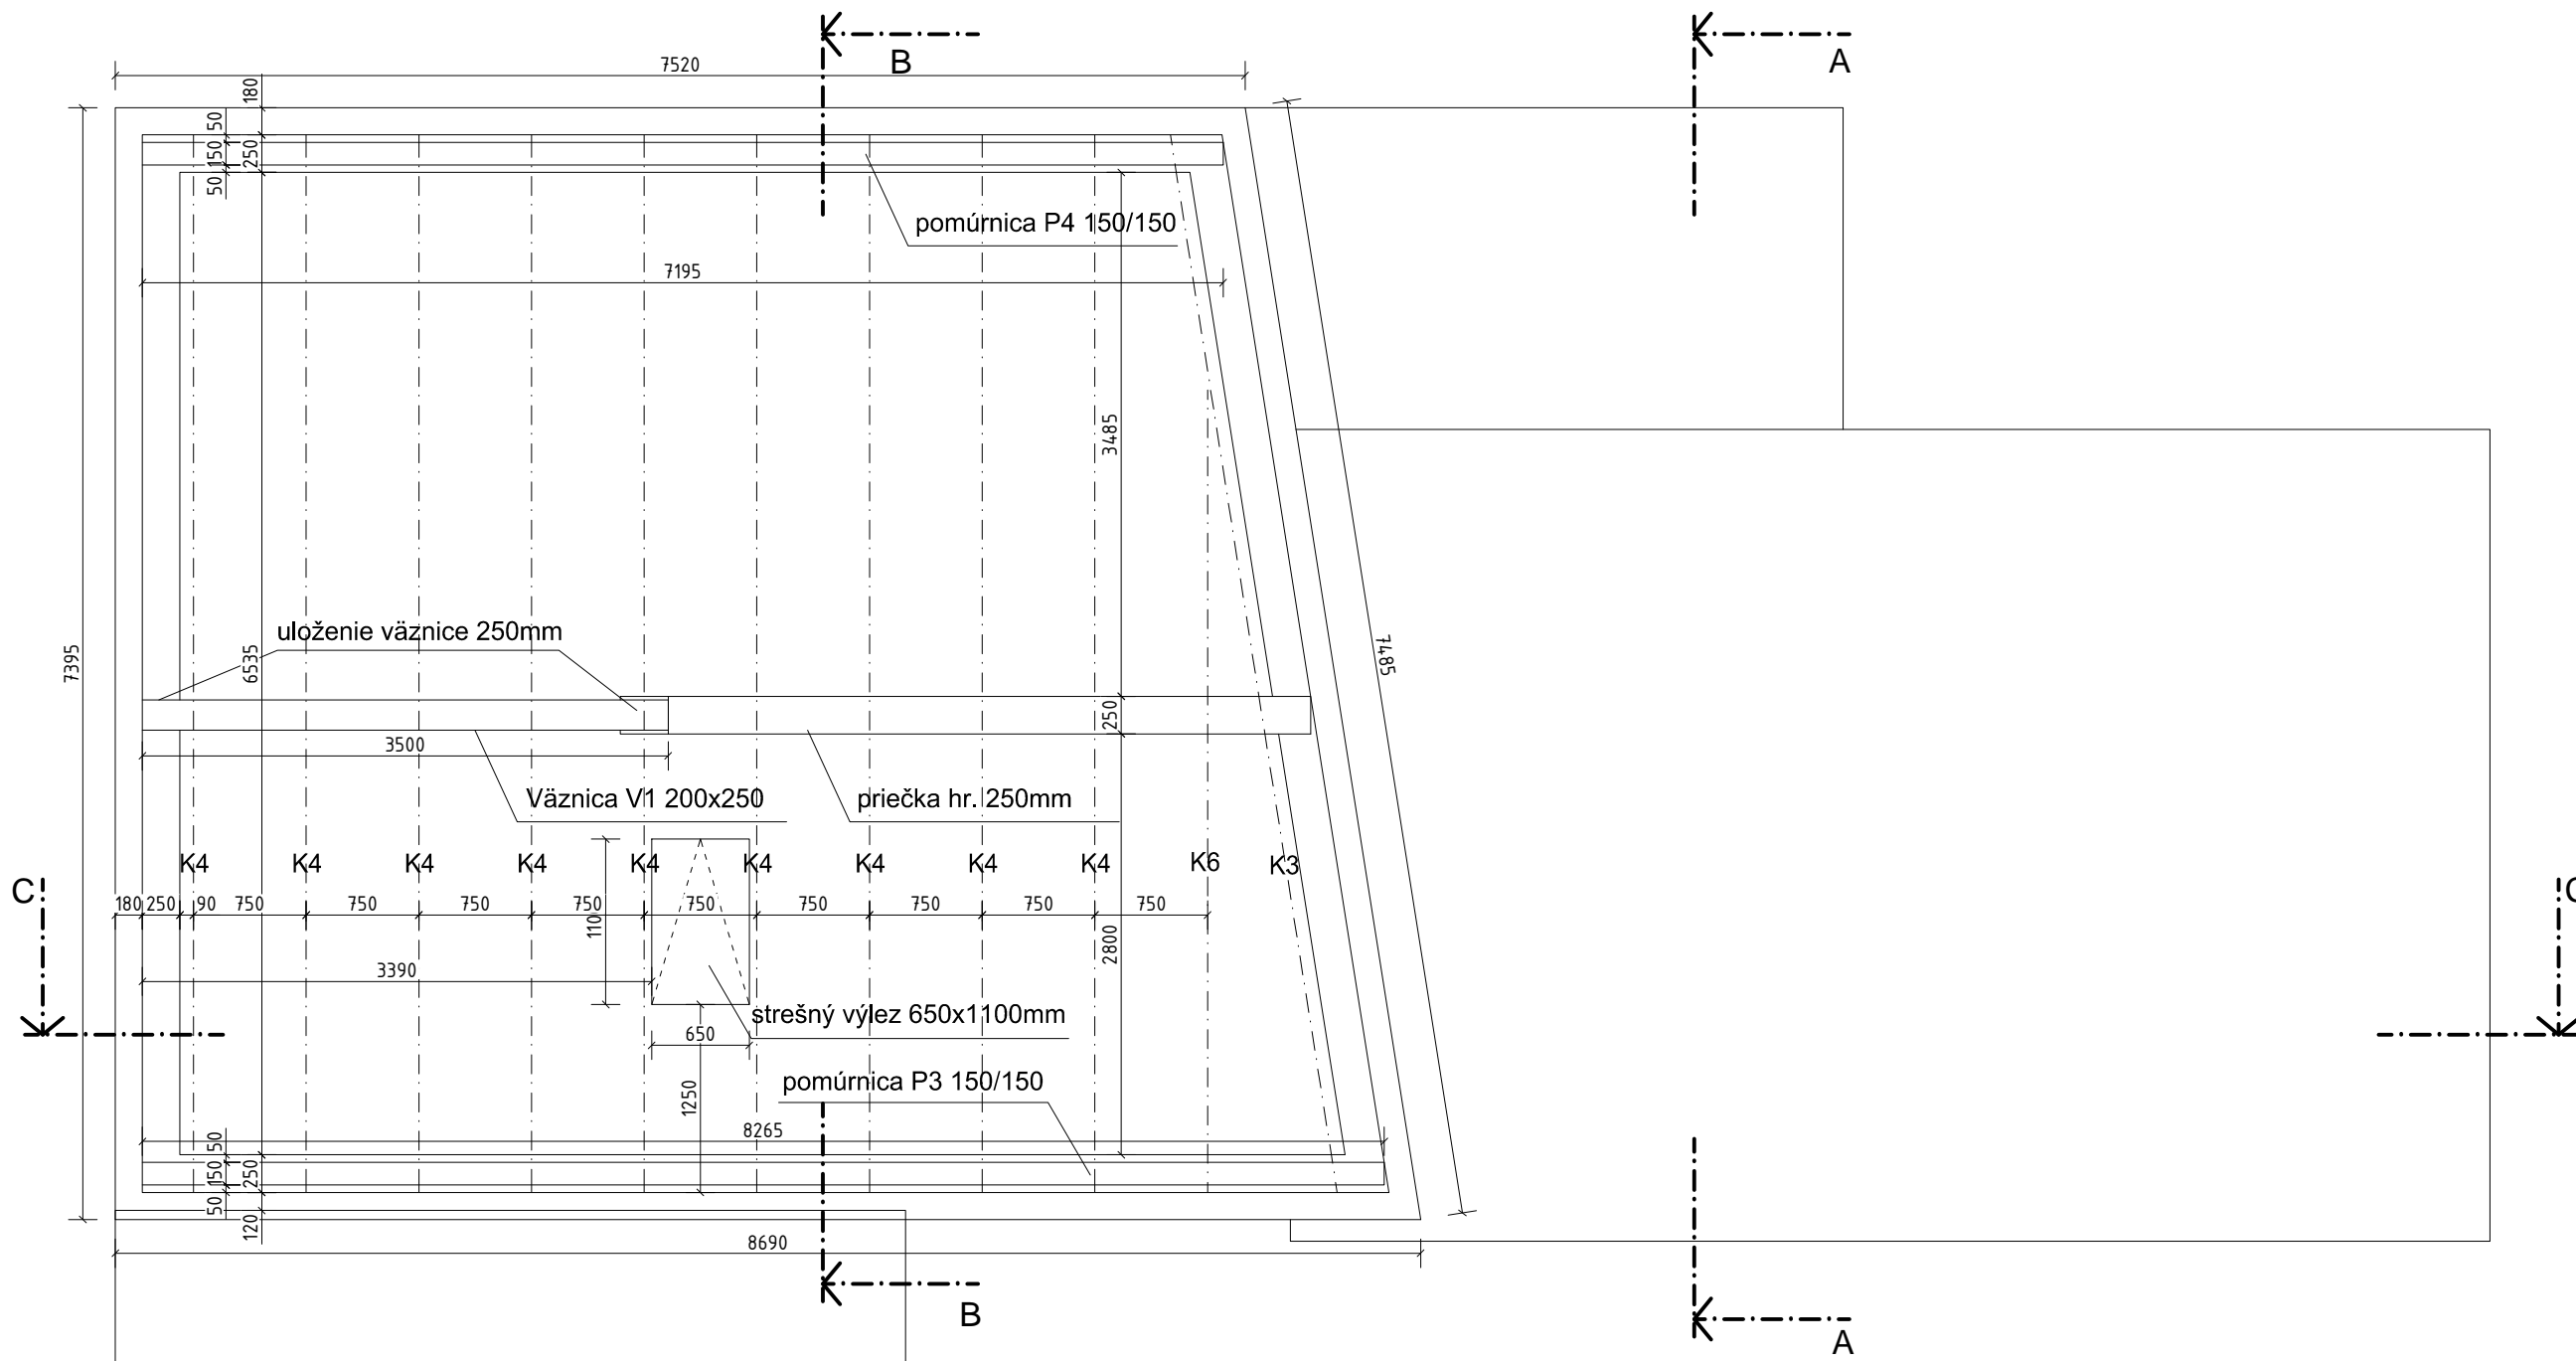 B
A
7520
180
50
150
250
50
pomúrnica P4 150/150
7195
3485
uloženie väznice 250mm
7395
6535
7485
250
3500
Väznica V1 200x250
priečka hr. 250mm
K4 K4 K4 K4 K4 K4 K4 K4 K4 K6 K3
C
C
180 250 90 750 750 750 750 750 750 750 750 750
1100
2800
3390
strešný výlez 650x1100mm
650
pomúrnica P3 150/150
1250
8265
50
150
250
50
120
8690
B
A